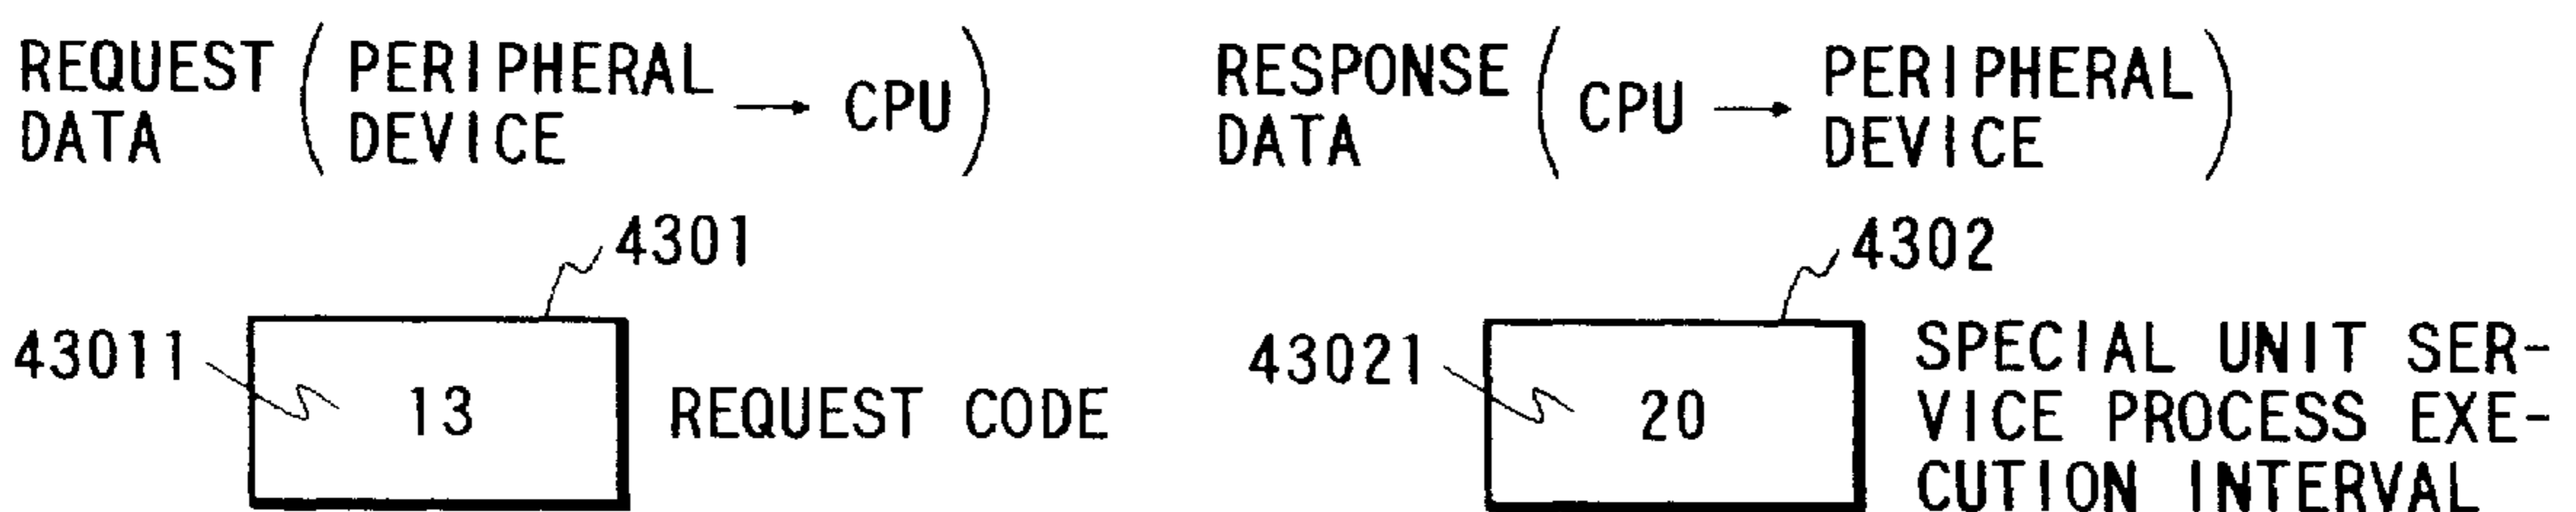 REQUEST DATA ( PERIPHERAL DEVICE → CPU )
4301
43011
13
REQUEST CODE
RESPONSE DATA ( CPU → PERIPHERAL DEVICE )
4302
43021
20
SPECIAL UNIT SER-
VICE PROCESS EXE-
CUTION INTERVAL